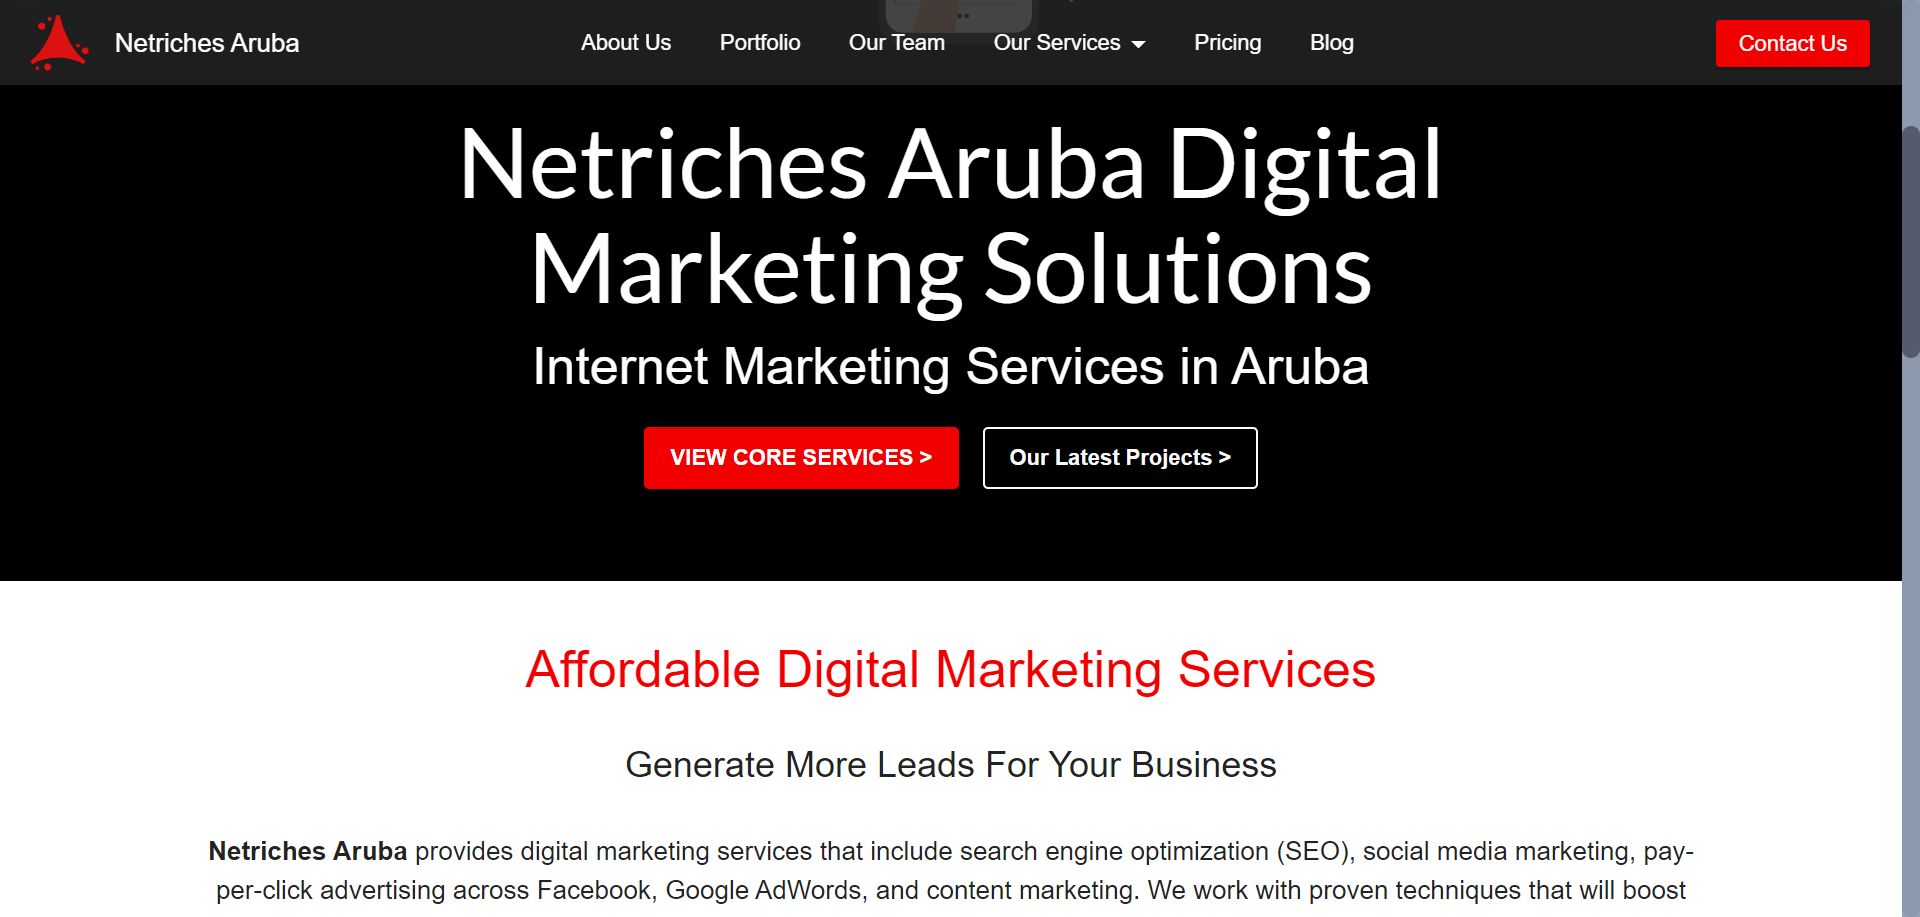 Netriches Aruba
About Us
Portfolio
Our Team
Our Services
Pricing
Blog
Contact Us
Netriches Aruba Digital
Marketing Solutions
Internet Marketing Services in Aruba
VIEW CORE SERVICES >
Our Latest Projects >
Affordable Digital Marketing Services
Generate More Leads For Your Business
Netriches Aruba provides digital marketing services that include search engine optimization (SEO), social media marketing, pay-
per-click advertising across Facebook, Google AdWords, and content marketing. We work with proven techniques that will boost